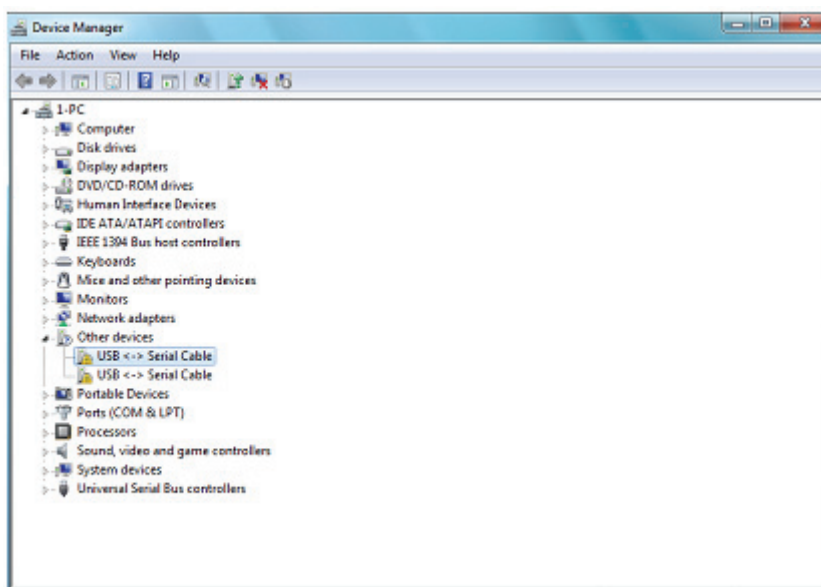 Device Manager
File Action View Help
1-PC
Computer
Disk drives
Display adapters
DVD/CD-ROM drives
Human Interface Devices
IDE ATA/ATAPI controllers
IEEE 1394 Bus host controllers
Keyboards
Mice and other pointing devices
Monitors
Network adapters
Other devices
USB <-> Serial Cable
USB <-> Serial Cable
Portable Devices
Ports (COM & LPT)
Processors
Sound, video and game controllers
System devices
Universal Serial Bus controllers